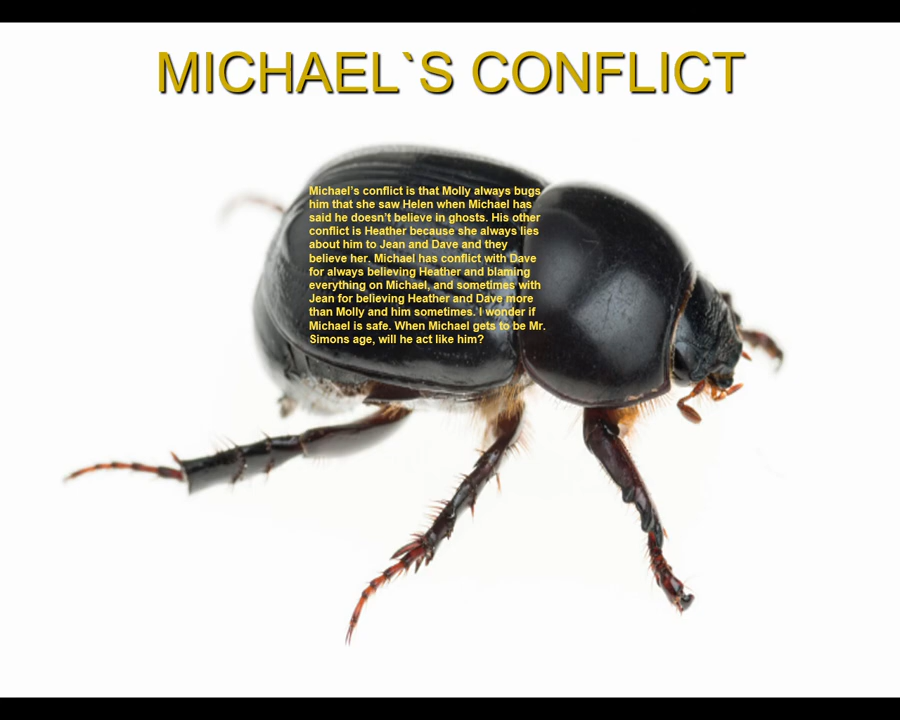 MICHAEL`S CONFLICT
Michael's conflict is that Molly always bugs
him that she saw Helen when Michael has
said he doesn't believe in ghosts. His other
conflict is Heather because she always lies
about him to Jean and Dave and they
believe her. Michael has conflict with Dave
for always believing Heather and blaming
everything on Michael, and sometimes with
Jean for believing Heather and Dave more
than Molly and him sometimes. I wonder if
Michael is safe. When Michael gets to be Mr.
Simons age, will he act like him?